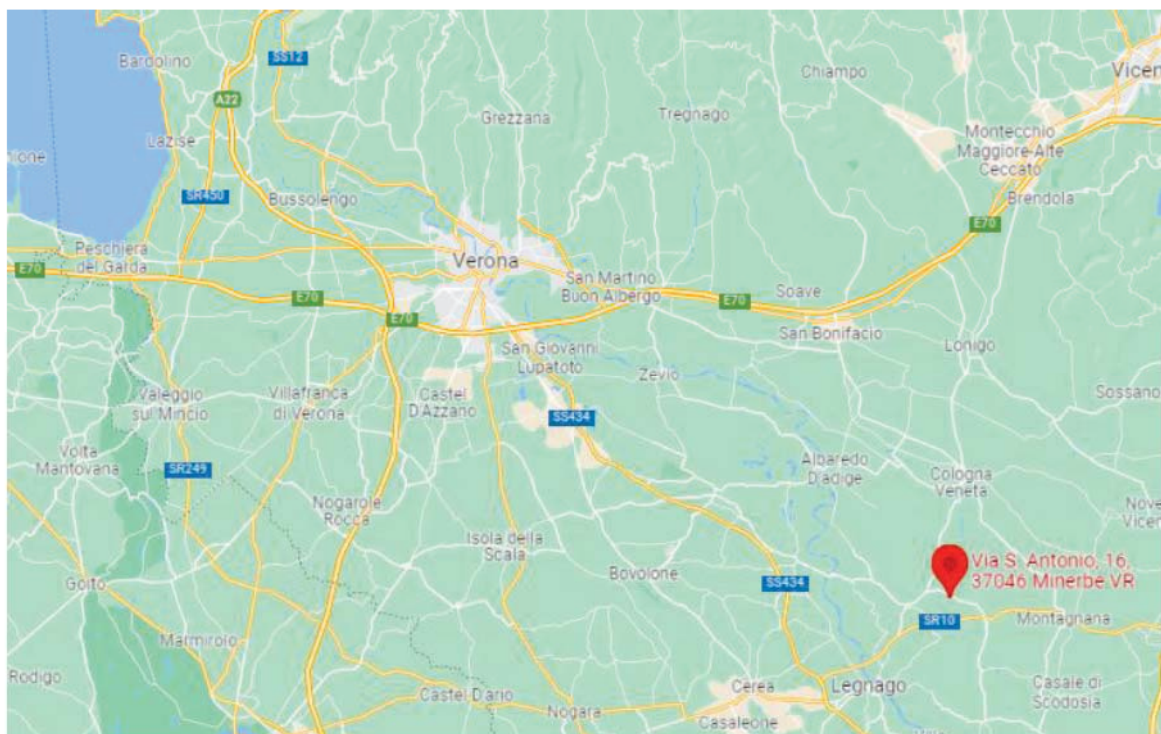 Bardolino
SS12
Chiampo
Vicen
A22
Grezzana
Tregnago
Lazise
ione
Montecchio
Maggiore-Alte
Ceccato
SR450
Bussolengo
Brendola
E70
Peschiera
del Garda
Verona
E70
San Martino
Buon Albergo
Soave
E70
E70
E70
San Bonifacio
San Giovanni
Lupatoto
Lonigo
Zevio
Valeggio
sul Mincio
Villafranca
di Verona
Castel
D'Azzano
Sossano
SS434
Volta
Mantovana
SR249
Albaredo
D'adige
Cologna
Veneta
Nogarole
Rocca
Nove
Vicen
Isola della
Scala
Bovolone
SS434
Via S. Antonio, 16,
37046 Minerbe VR
Goito
SR10
Montagnana
Marmirolo
Rodigo
Castel D'ario
Cerea
Legnago
Casale di
Scodosia
Nogara
Casaleone